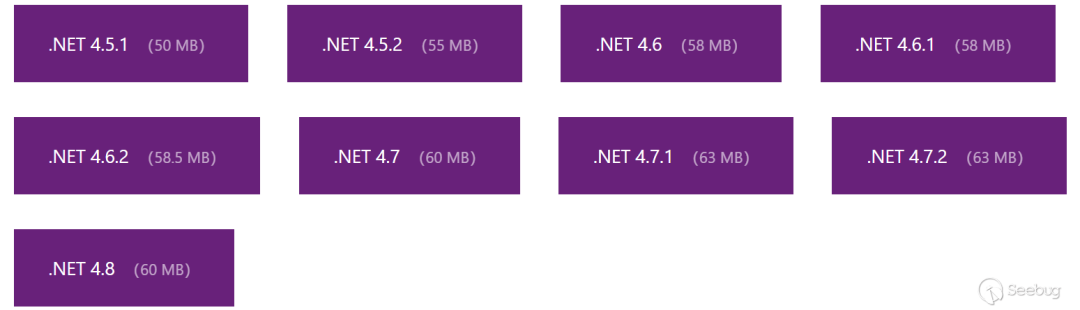 .NET 4.5.1 (50 MB) .NET 4.5.2 (55 MB) .NET 4.6 (58 MB) .NET 4.6.1 (58 MB)
.NET 4.6.2 (58.5 MB) .NET 4.7 (60 MB) .NET 4.7.1 (63 MB) .NET 4.7.2 (63 MB)
.NET 4.8 (60 MB)
Seebug